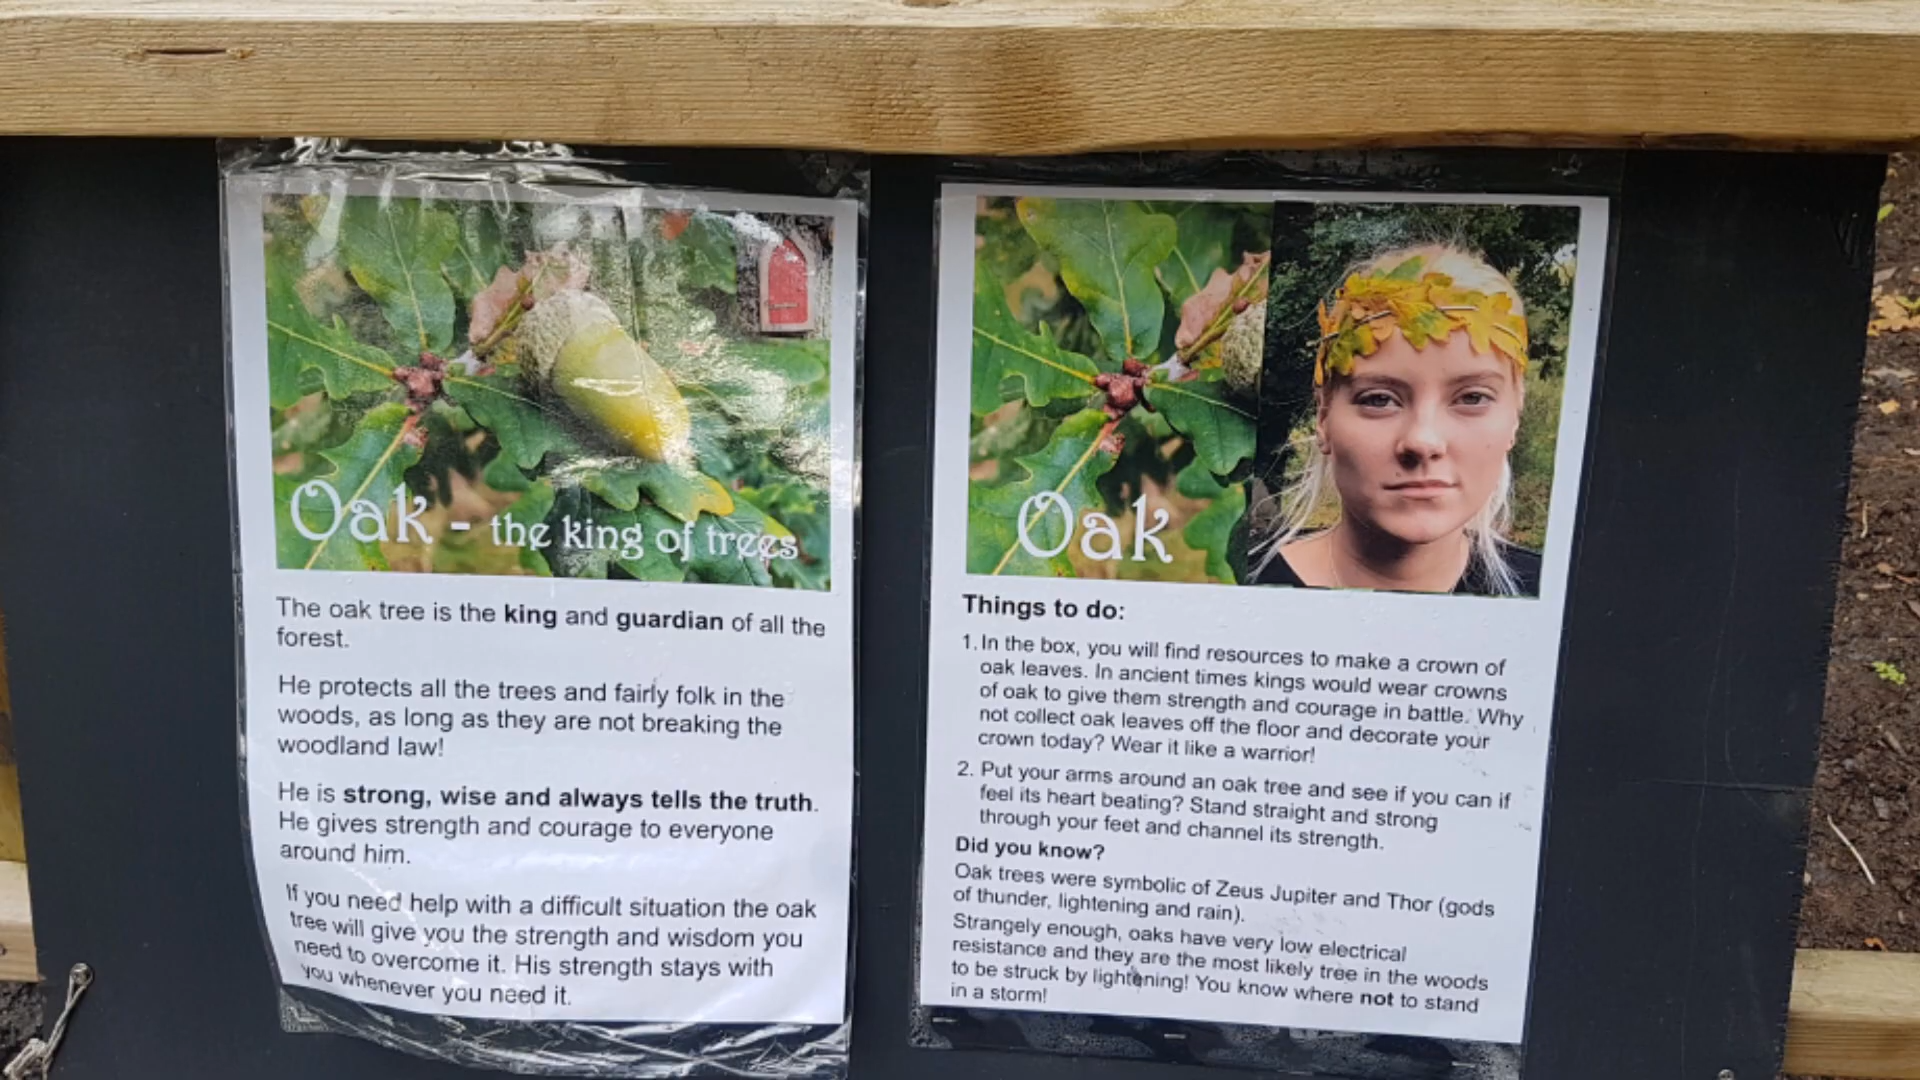 Oak - the king of trees
The oak tree is the king and guardian of all the
forest.
He protects all the trees and fairly folk in the
woods, as long as they are not breaking the
woodland law!
He is strong, wise and always tells the truth.
He gives strength and courage to everyone
around him.
If you need help with a difficult situation the oak
tree will give you the strength and wisdom you
need to overcome it. His strength stays with
you whenever you need it.
Oak
Things to do:
1. In the box, you will find resources to make a crown of
oak leaves. In ancient times kings would wear crowns
of oak to give them strength and courage in battle. Why
not collect oak leaves off the floor and decorate your
crown today? Wear it like a warrior!
2. Put your arms around an oak tree and see if you can if
feel its heart beating? Stand straight and strong
through your feet and channel its strength.
Did you know?
Oak trees were symbolic of Zeus Jupiter and Thor (gods
of thunder, lightening and rain).
Strangely enough, oaks have very low electrical
resistance and they are the most likely tree in the woods
to be struck by lightening! You know where not to stand
in a storm!